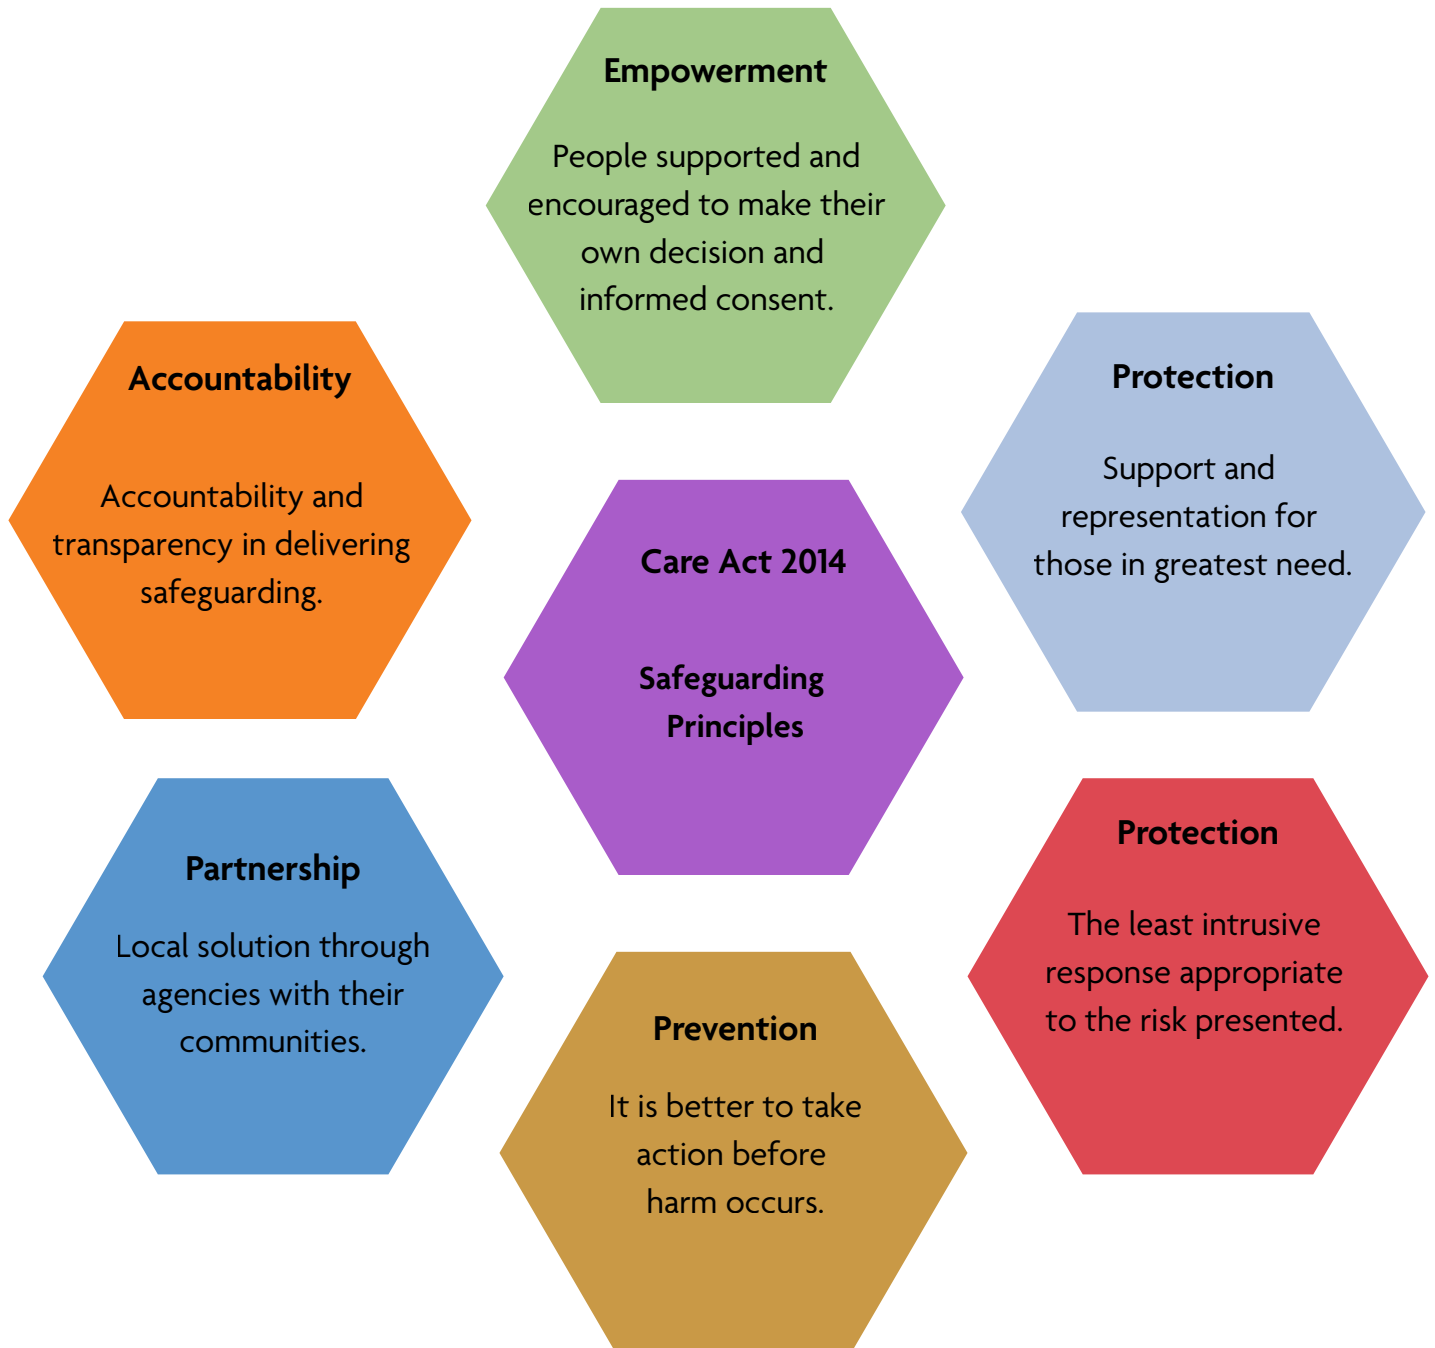 Empowerment
People supported and
encouraged to make their
own decision and
informed consent.
Accountability
Accountability and
transparency in delivering
safeguarding.
Protection
Support and
representation for
those in greatest need.
Care Act 2014
Safeguarding
Principles
Partnership
Local solution through
agencies with their
communities.
Protection
The least intrusive
response appropriate
to the risk presented.
Prevention
It is better to take
action before
harm occurs.